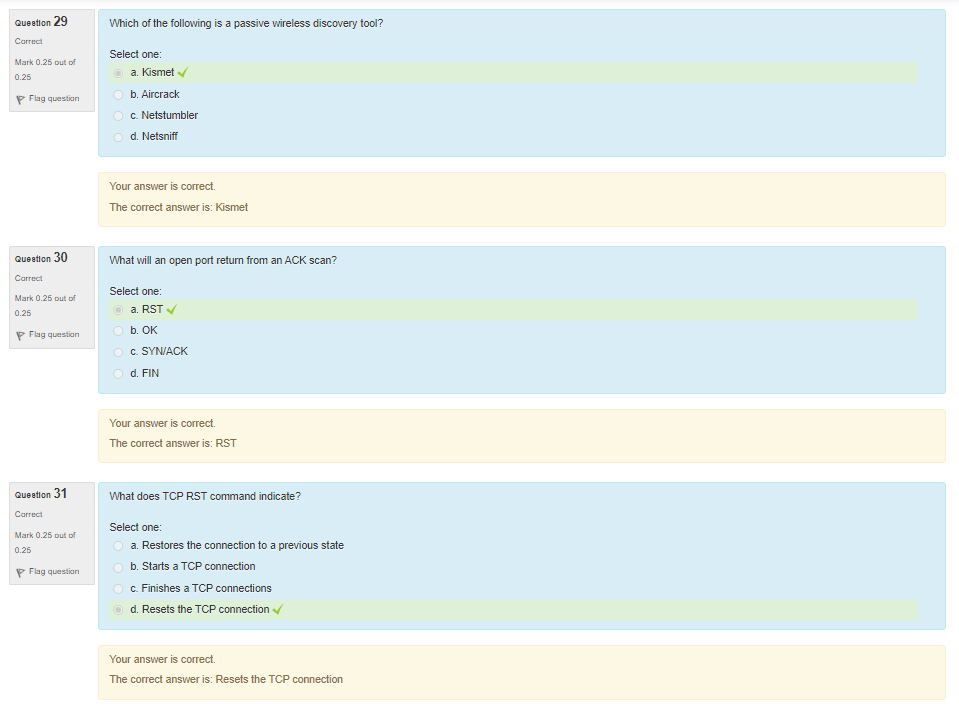 Question 29
Correct
Mark 0.25 out of
0.25
Flag question
Which of the following is a passive wireless discovery tool?
Select one:
a. Kismet
b. Aircrack
c. Netstumbler
d. Netsniff
Your answer is correct.
The correct answer is: Kismet
Question 30
Correct
Mark 0.25 out of
0.25
Flag question
What will an open port return from an ACK scan?
Select one:
a. RST
b. OK
c. SYN/ACK
d. FIN
Your answer is correct.
The correct answer is: RST
Question 31
Correct
Mark 0.25 out of
0.25
Flag question
What does TCP RST command indicate?
Select one:
a. Restores the connection to a previous state
b. Starts a TCP connection
c. Finishes a TCP connections
d. Resets the TCP connection
Your answer is correct.
The correct answer is: Resets the TCP connection